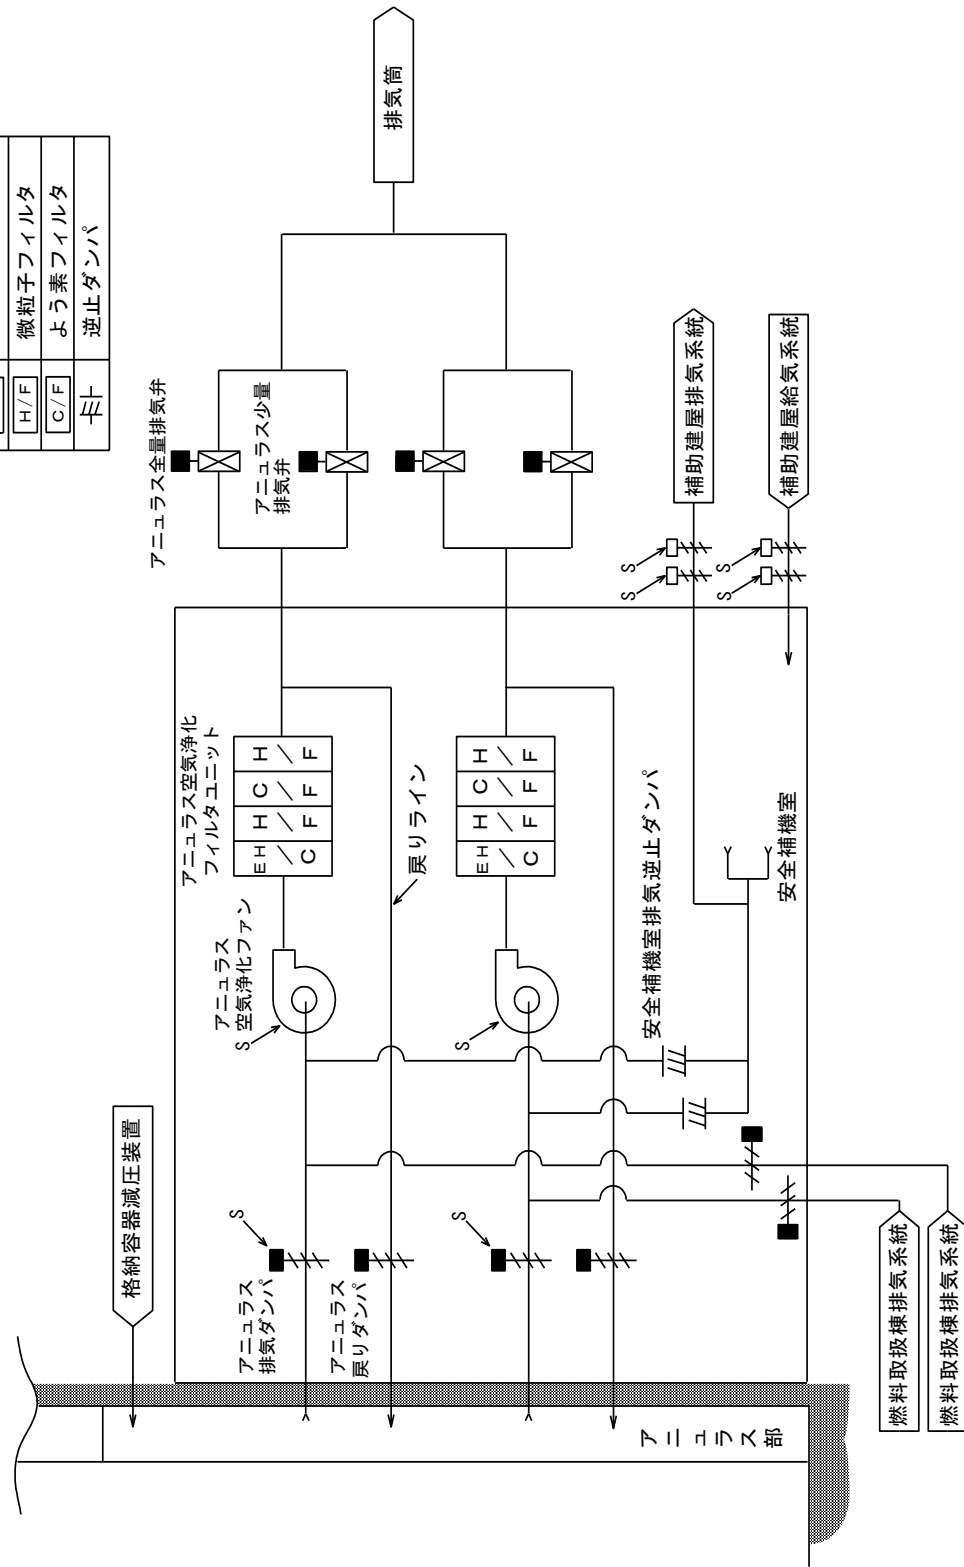 H/F 微粒子フィルタ
C/F よう素フィルタ
逆止ダンパ
排気筒
アニュラス全量排気弁
アニュラス少量
排気弁
補助建屋排気系統
補助建屋給気系統
S
S
S
S
アニュラス空気浄化
フィルタユニット
EH/C H/F C/F H/F
EH/C H/F C/F H/F
戻りライン
アニュラス
空気浄化ファン
S
S
安全補機室排気逆止ダンパ
安全補機室
格納容器減圧装置
S
S
アニュラス
排気ダンパ
アニュラス
戻りダンパ
アニュラス部
燃料取扱棟排気系統
燃料取扱棟排気系統